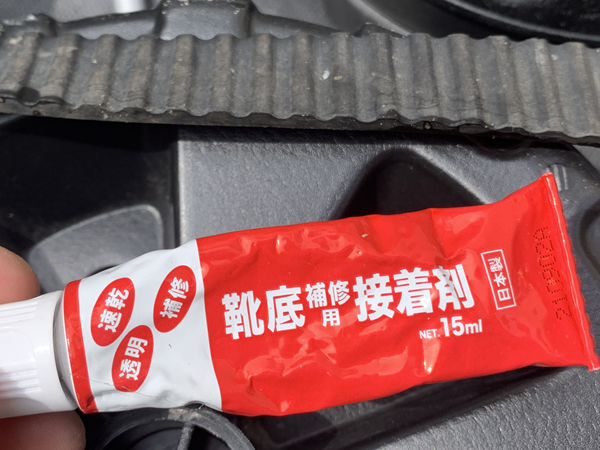 速乾
補修
透明
靴底補修用接着剤
日本製
NET.15ml